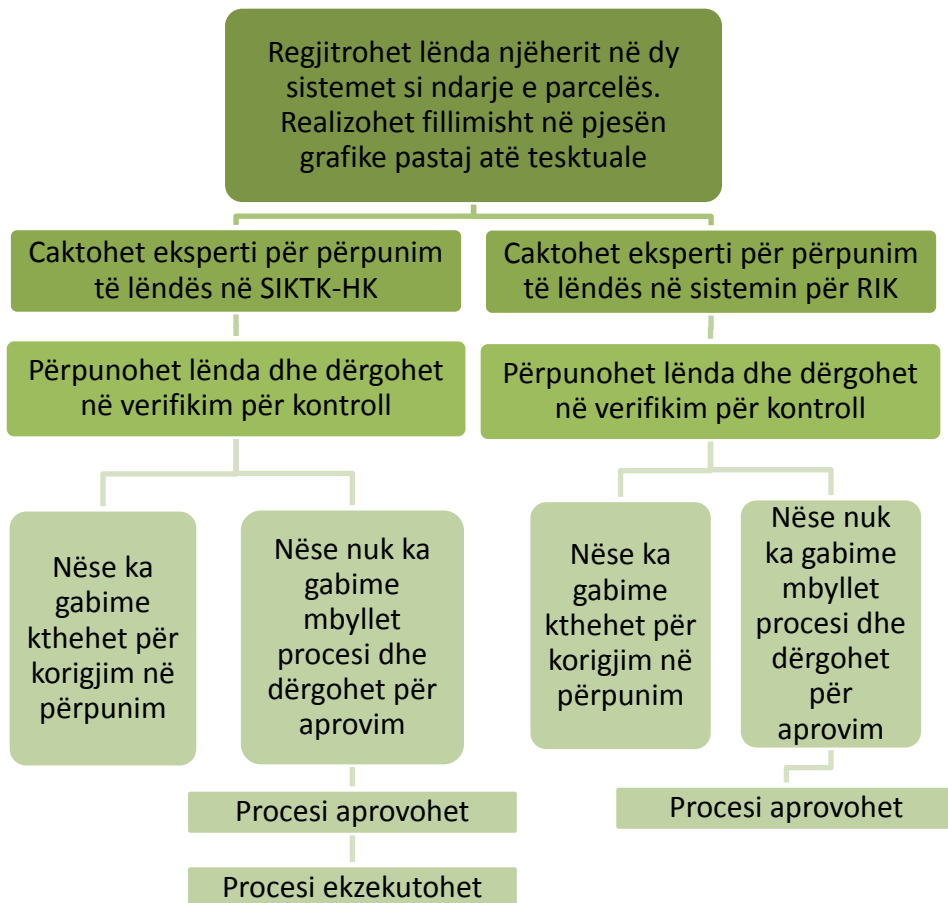 Regjitrohet lënda njëherit në dy
sistemet si ndarje e parcelës.
Realizohet fillimisht në pjesën
grafike pastaj atë tesktuale
Caktohet eksperti për përpunim
të lëndës në SIKTK-HK
Përpunohet lënda dhe dërgohet
në verifikim për kontroll
Nëse ka
gabime
kthehet për
korigjim në
përpunim
Nëse nuk ka
gabime
mbyllet
procesi dhe
dërgohet për
aprovim
Procesi aprovohet
Procesi ekzekutohet
Caktohet eksperti për përpunim
të lëndës në sistemin për RIK
Përpunohet lënda dhe dërgohet
në verifikim për kontroll
Nëse ka
gabime
kthehet për
korigjim në
përpunim
Nëse nuk
ka gabime
mbyllet
procesi dhe
dërgohet
për
aprovim
Procesi aprovohet